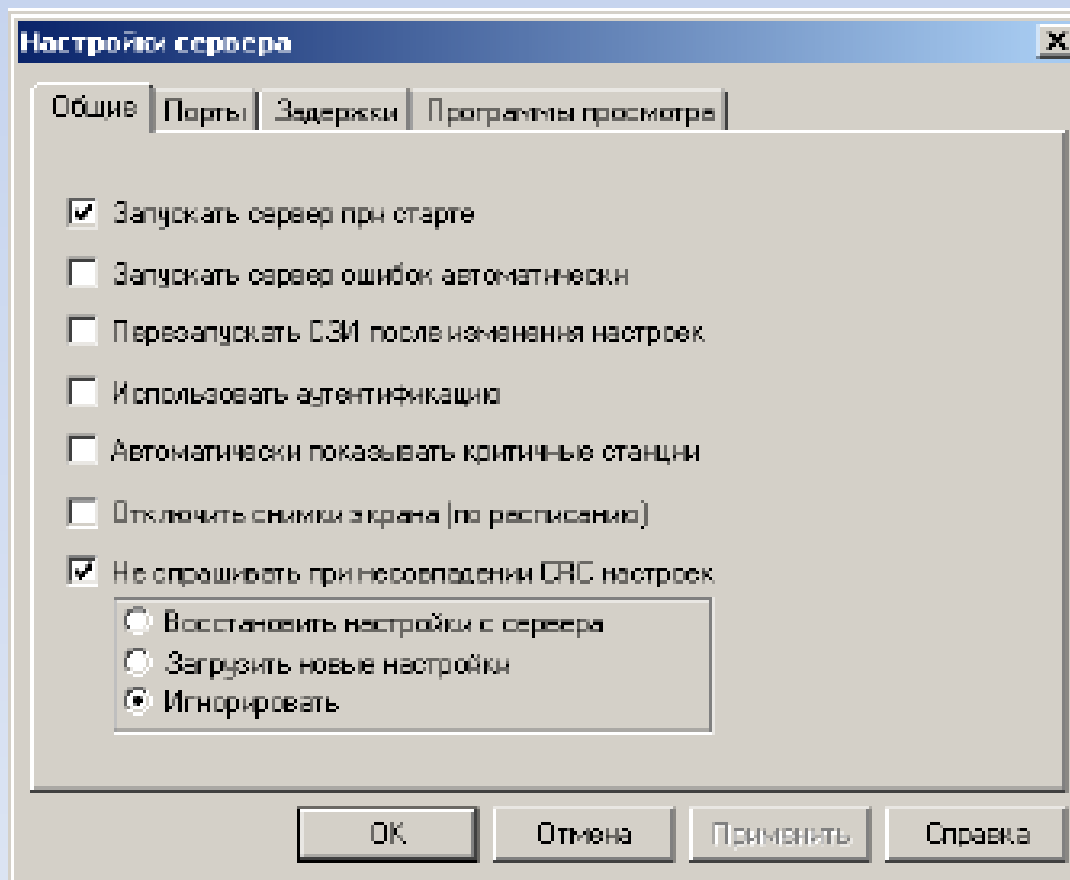 Настройки сервера
Общие Порты Задержки Программы просмотра
Запускать сервер при старте
Запускать сервер ошибок автоматически
Перезапускать СЗИ после изменения настроек
Использовать аутентификацию
Автоматически показывать критичные станции
Отключить снимки экрана (по расписанию)
Не спрашивать при несовпадении CRC настроек
Восстановить настройки с сервера
Загрузить новые настройки
Игнорировать
OK Отмена Применить Справка